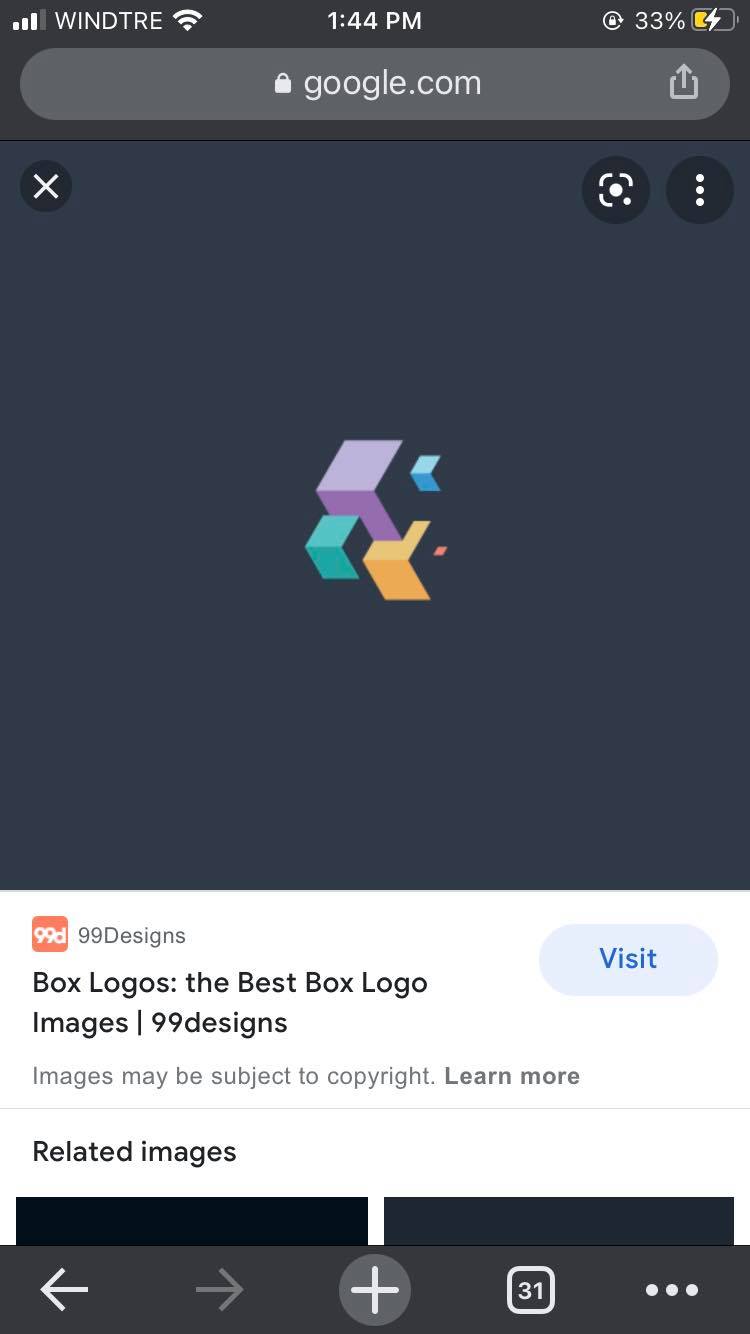 WINDTRE 1:44 PM 33%
google.com
99d 99Designs
Visit
Box Logos: the Best Box Logo
Images | 99designs
Images may be subject to copyright. Learn more
Related images
31